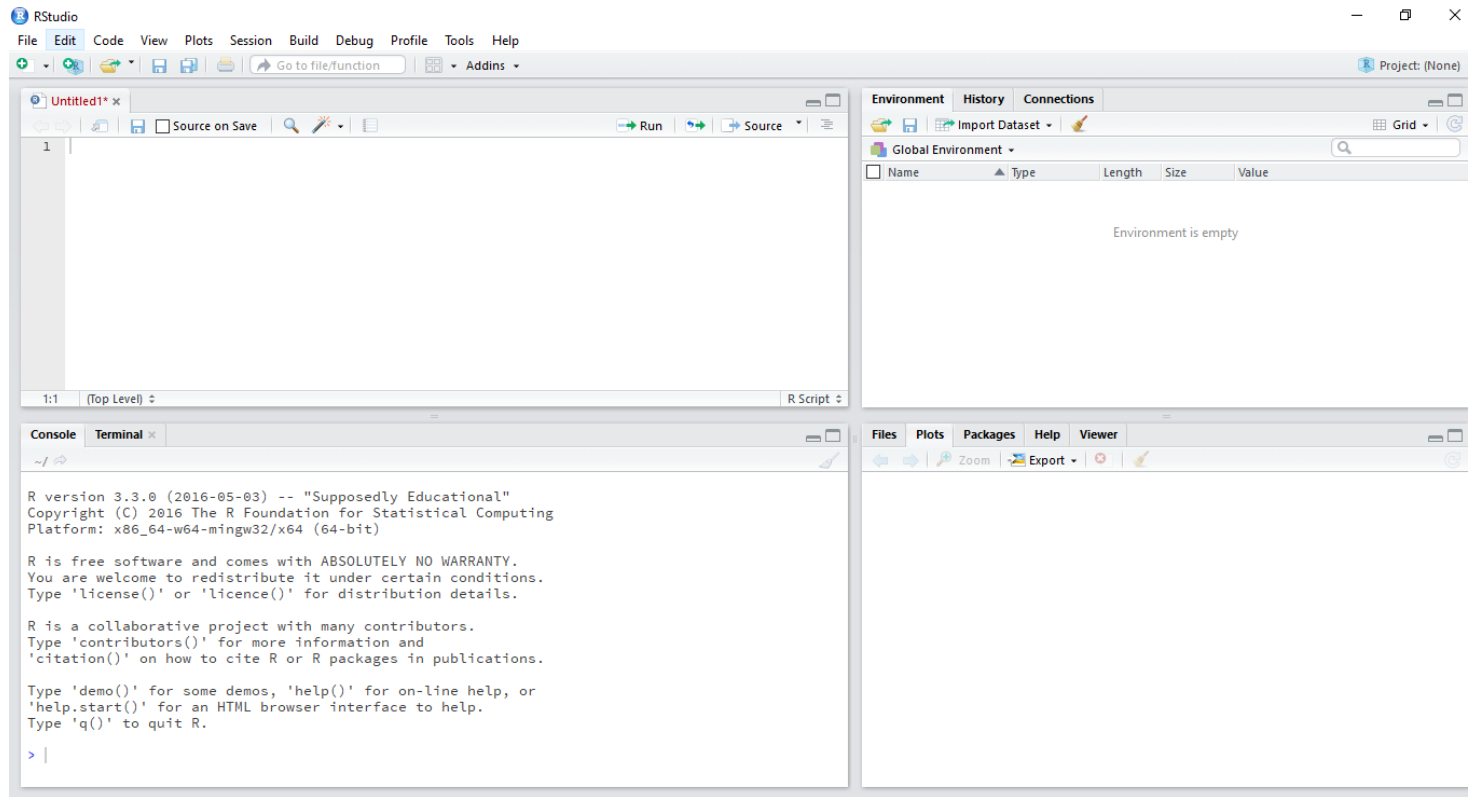 RStudio
File Edit Code View Plots Session Build Debug Profile Tools Help
Go to file/function Addins Project: (None)
Untitled1*
Source on Save Run Source
1
1:1 (Top Level) R Script
Environment History Connections
Import Dataset Grid
Global Environment
Name Type Length Size Value
Environment is empty
Console Terminal
~/
R version 3.3.0 (2016-05-03) -- "Supposedly Educational"
Copyright (C) 2016 The R Foundation for Statistical Computing
Platform: x86_64-w64-mingw32/x64 (64-bit)
R is free software and comes with ABSOLUTELY NO WARRANTY.
You are welcome to redistribute it under certain conditions.
Type 'license()' or 'licence()' for distribution details.
R is a collaborative project with many contributors.
Type 'contributors()' for more information and
'citation()' on how to cite R or R packages in publications.
Type 'demo()' for some demos, 'help()' for on-line help, or
'help.start()' for an HTML browser interface to help.
Type 'q()' to quit R.
>
Files Plots Packages Help Viewer
Zoom Export